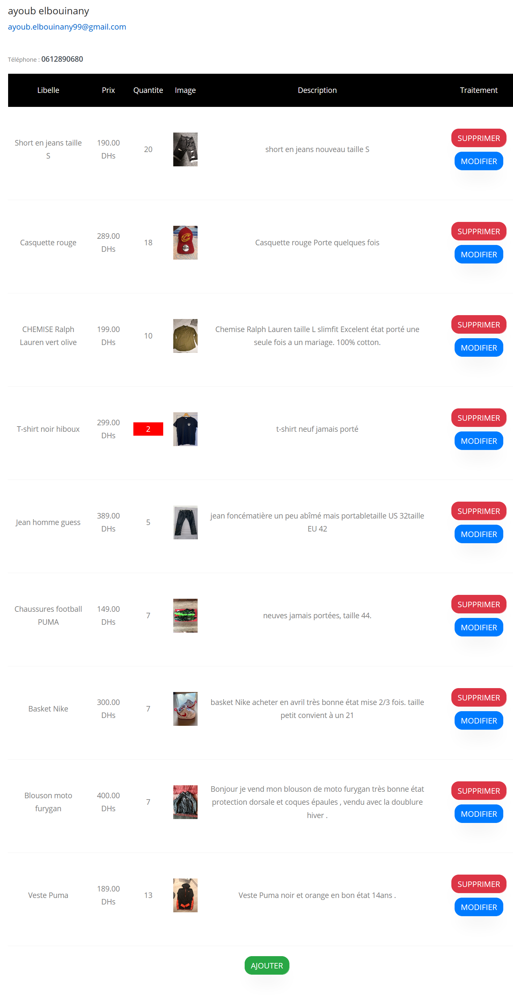 ayoub elbouinany
ayoub.elbouinany99@gmail.com
Téléphone : 0612890680
Libelle Prix Quantite Image Description Traitement
Short en jeans taille
S
190.00
DHs
20
short en jeans nouveau taille S
SUPPRIMER
MODIFIER
Casquette rouge
289.00
DHs
18
Casquette rouge Porte quelques fois
SUPPRIMER
MODIFIER
CHEMISE Ralph
Lauren vert olive
199.00
DHs
10
Chemise Ralph Lauren taille L slimfit Excelent état porté une
seule fois a un mariage. 100% cotton.
SUPPRIMER
MODIFIER
T-shirt noir hiboux
299.00
DHs
2
t-shirt neuf jamais porté
SUPPRIMER
MODIFIER
Jean homme guess
389.00
DHs
5
jean foncématière un peu abîmé mais portabletaille US 32taille
EU 42
SUPPRIMER
MODIFIER
Chaussures football
PUMA
149.00
DHs
7
neuves jamais portées, taille 44.
SUPPRIMER
MODIFIER
Basket Nike
300.00
DHs
7
basket Nike acheter en avril très bonne état mise 2/3 fois. taille
petit convient à un 21
SUPPRIMER
MODIFIER
Blouson moto
furygan
400.00
DHs
7
Bonjour je vend mon blouson de moto furygan très bonne état
protection dorsale et coques épaules , vendu avec la doublure
hiver .
SUPPRIMER
MODIFIER
Veste Puma
189.00
DHs
13
Veste Puma noir et orange en bon état 14ans .
SUPPRIMER
MODIFIER
AJOUTER